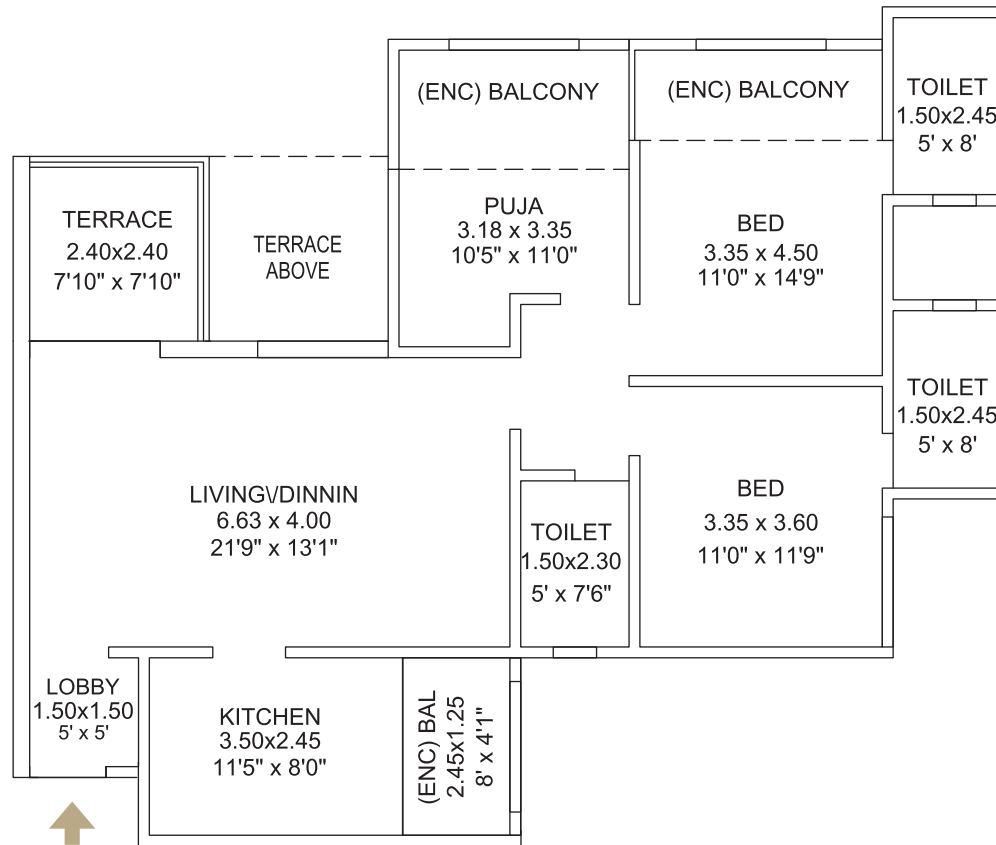 (ENC) BALCONY
(ENC) BALCONY
TOILET
1.50x2.45
5' x 8'
TERRACE
2.40x2.40
7'10" x 7'10"
TERRACE
ABOVE
PUJA
3.18 x 3.35
10'5" x 11'0"
BED
3.35 x 4.50
11'0" x 14'9"
TOILET
1.50x2.45
5' x 8'
LIVING\/DINNIN
6.63 x 4.00
21'9" x 13'1"
TOILET
1.50x2.30
5' x 7'6"
BED
3.35 x 3.60
11'0" x 11'9"
LOBBY
1.50x1.50
5' x 5'
KITCHEN
3.50x2.45
11'5" x 8'0"
(ENC) BAL
2.45x1.25
8' x 4'1"